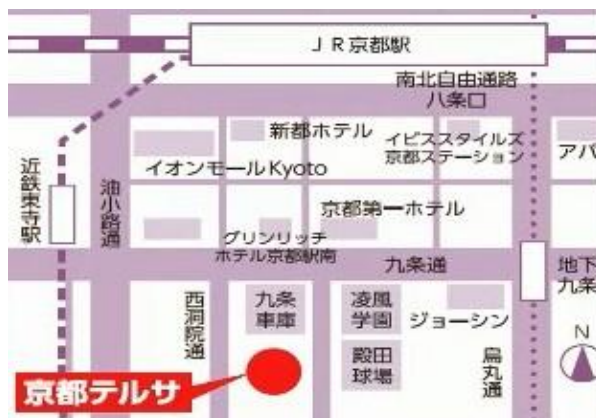 JR京都駅
南北自由通路
八条口
新都ホテル
イビススタイルズ
京都ステーション
アパ
イオンモールKyoto
近鉄東寺駅
油小路通
京都第一ホテル
グリンリッチ
ホテル京都駅南
九条通
地下
九条
西洞院通
九条
車庫
凌風
学園
ジョーシン
殿田
球場
烏丸通
N
京都テルサ